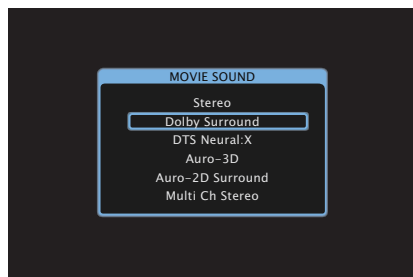 MOVIE SOUND
Stereo
Dolby Surround
DTS Neural:X
Auro-3D
Auro-2D Surround
Multi Ch Stereo